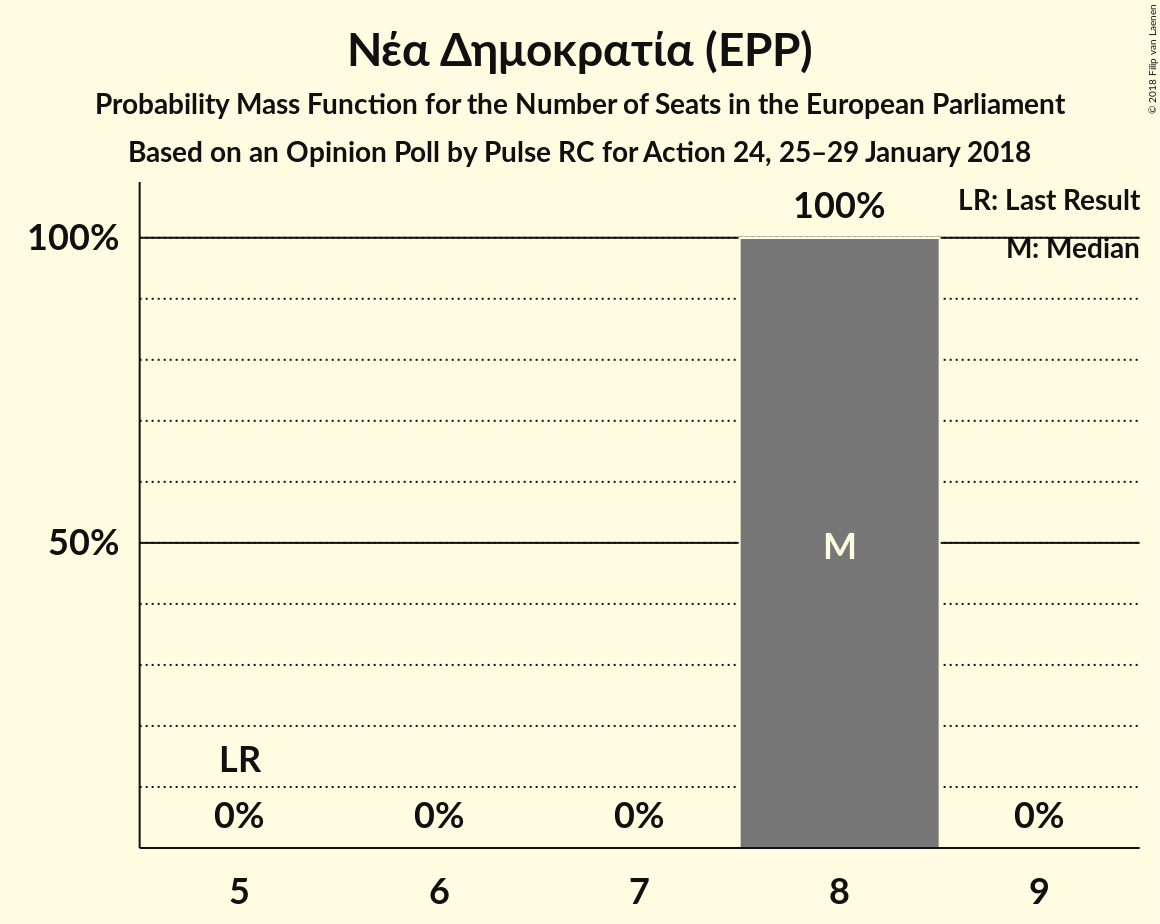 Νέα Δημοκρατία (EPP)
Probability Mass Function for the Number of Seats in the European Parliament
Based on an Opinion Poll by Pulse RC for Action 24, 25–29 January 2018
© 2018 Filip van Laenen
LR: Last Result
M: Median
100%
100%
50%
M
LR
0%
0%
0%
0%
5
6
7
8
9